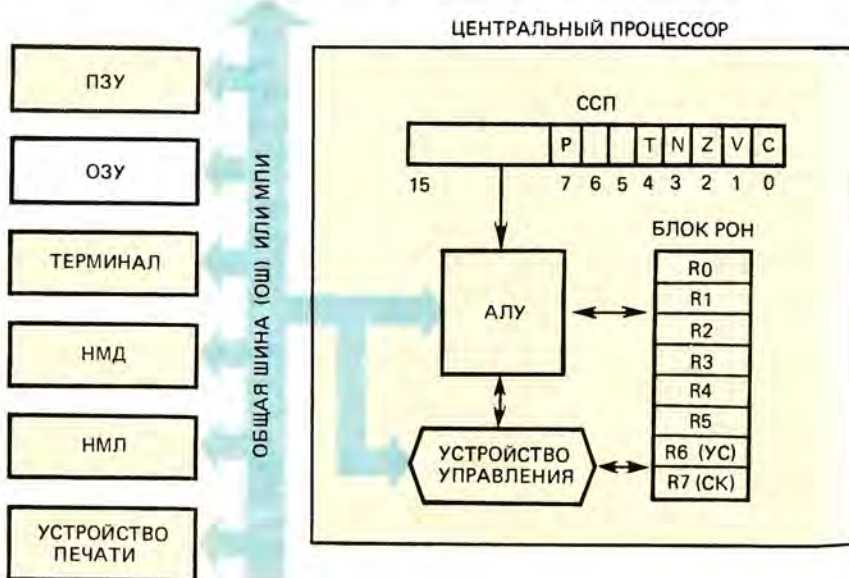 ЦЕНТРАЛЬНЫЙ ПРОЦЕССОР
ПЗУ
ОЗУ
ТЕРМИНАЛ
НМД
НМЛ
УСТРОЙСТВО
ПЕЧАТИ
ОБЩАЯ ШИНА (ОШ) ИЛИ МПИ
ССП
P T N Z V C
15 7 6 5 4 3 2 1 0
АЛУ
УСТРОЙСТВО
УПРАВЛЕНИЯ
БЛОК РОН
R0
R1
R2
R3
R4
R5
R6 (УС)
R7 (СК)